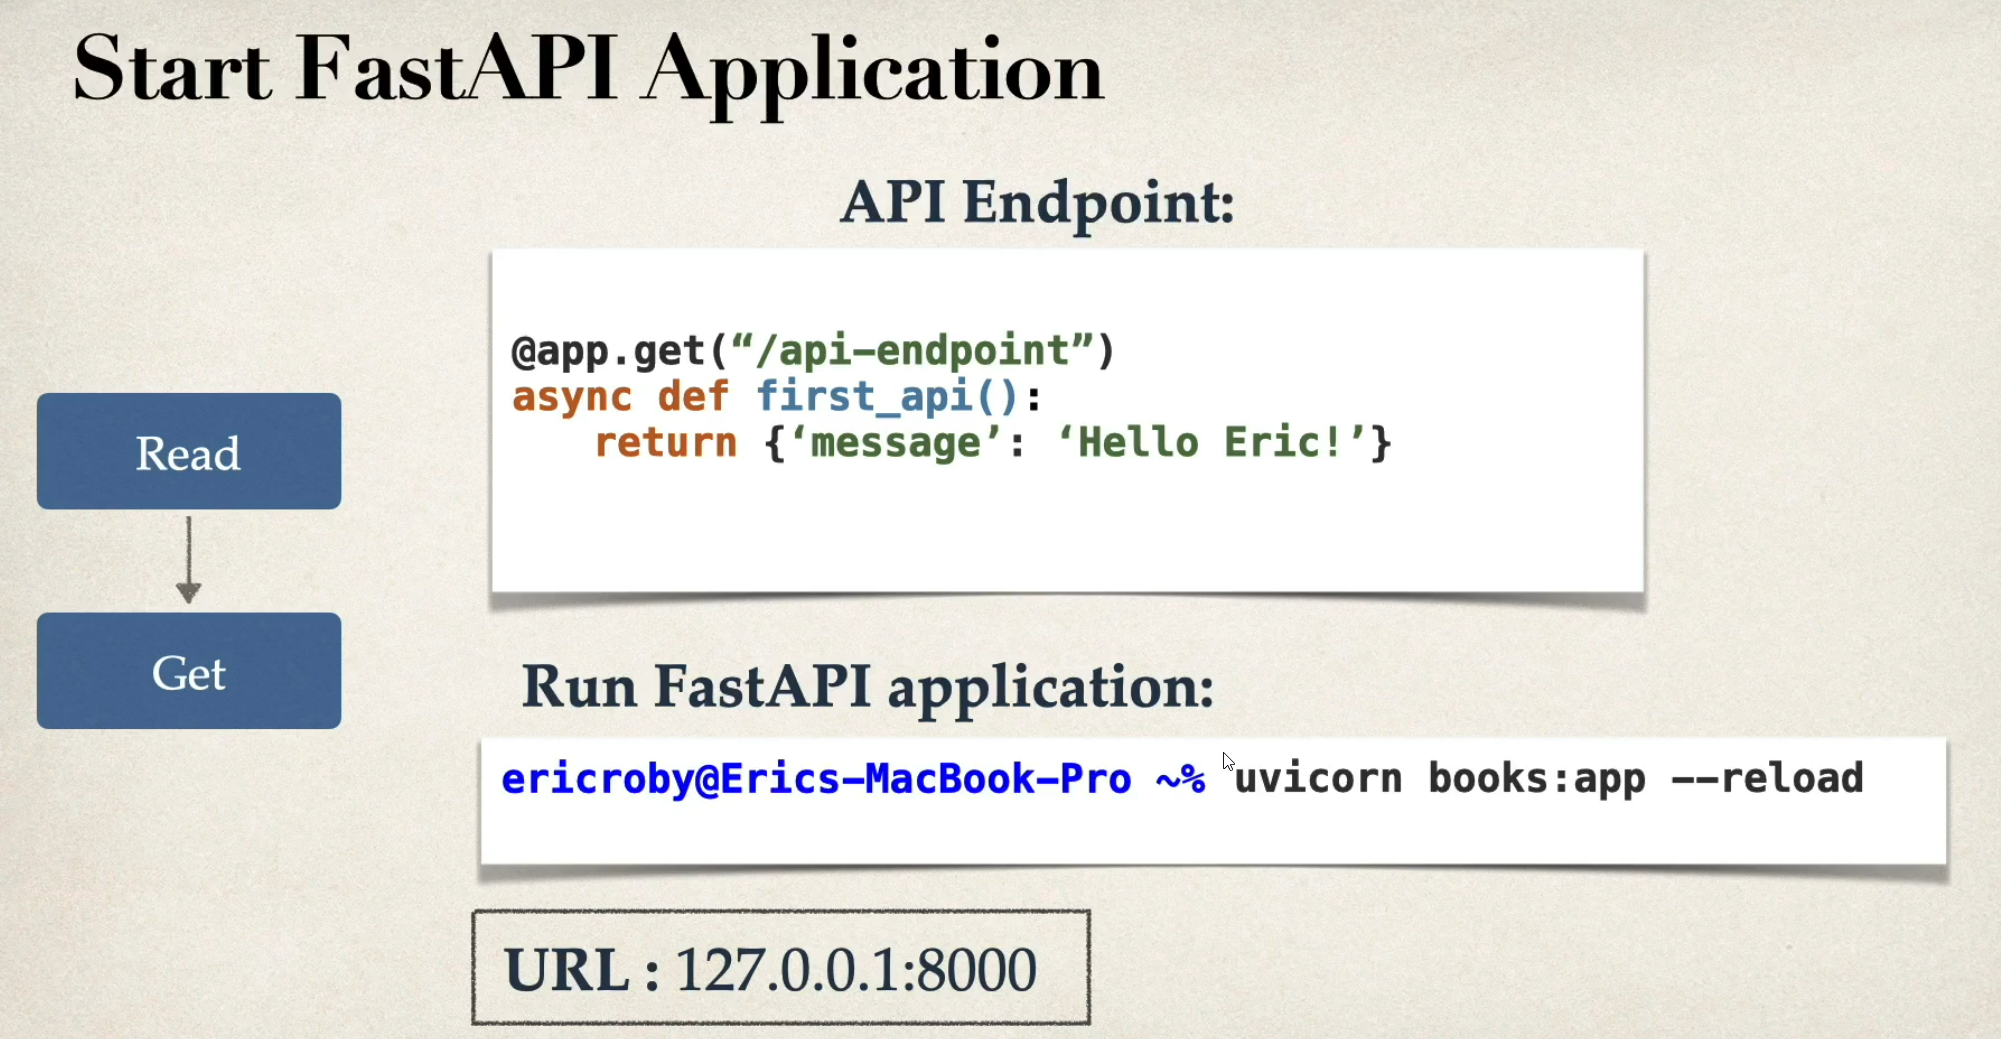 Start FastAPI Application
API Endpoint:
@app.get(“/api-endpoint”)
async def first_api():
    return {‘message’: ‘Hello Eric!’}
Read
Get
Run FastAPI application:
ericroby@Erics-MacBook-Pro ~% uvicorn books:app --reload
URL : 127.0.0.1:8000